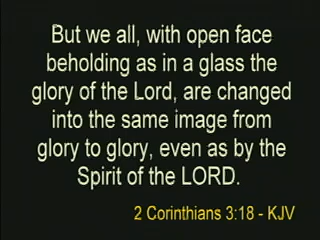 But we all, with open face
beholding as in a glass the
glory of the Lord, are changed
into the same image from
glory to glory, even as by the
Spirit of the LORD.
2 Corinthians 3:18 - KJV